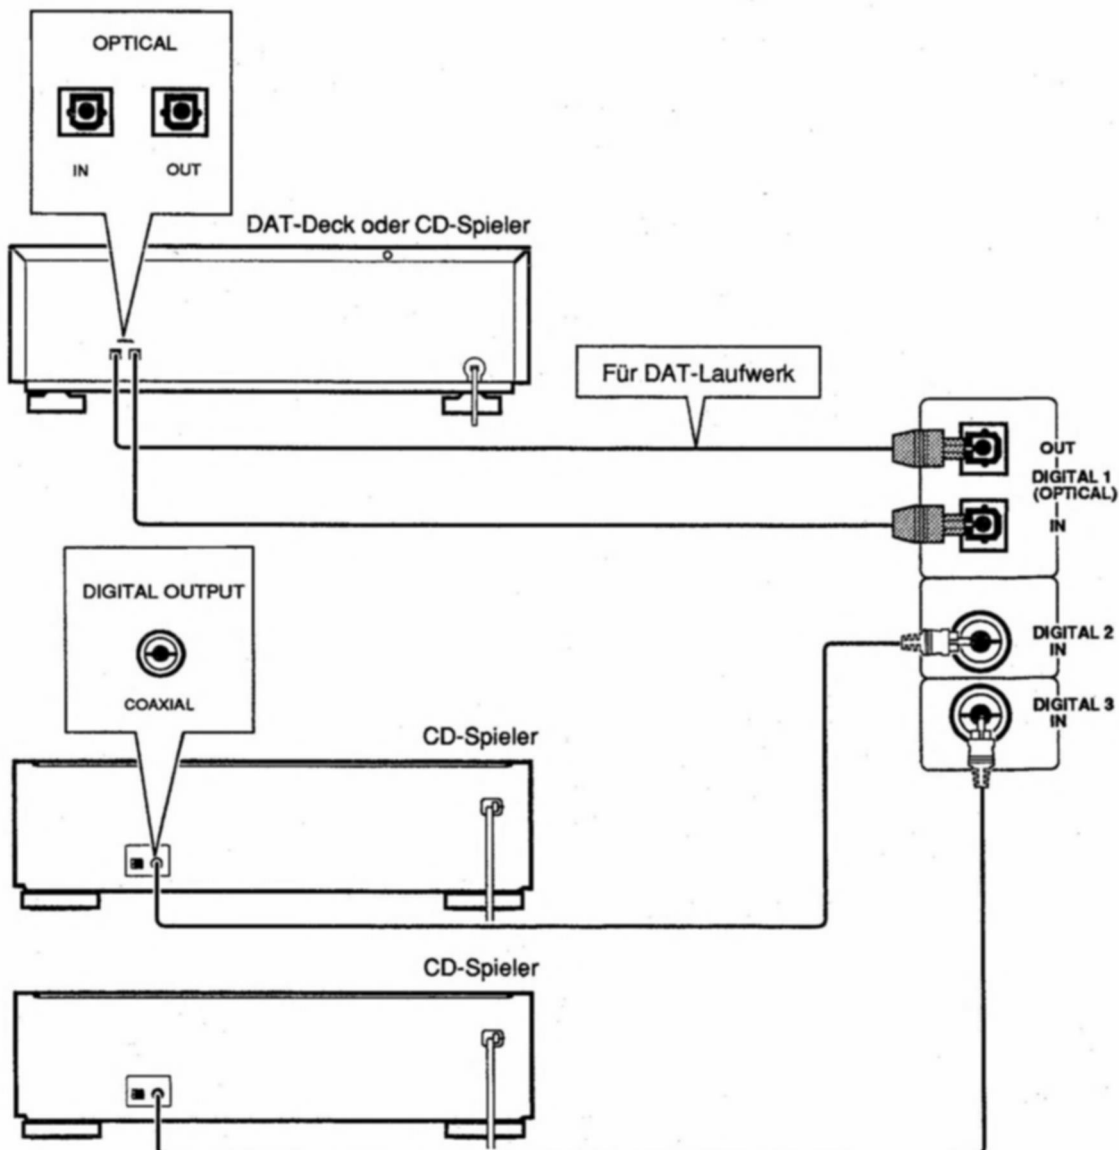 OPTICAL
IN
OUT
DAT-Deck oder CD-Spieler
Für DAT-Laufwerk
OUT
DIGITAL 1
(OPTICAL)
IN
DIGITAL OUTPUT
COAXIAL
DIGITAL 2
IN
DIGITAL 3
IN
CD-Spieler
CD-Spieler